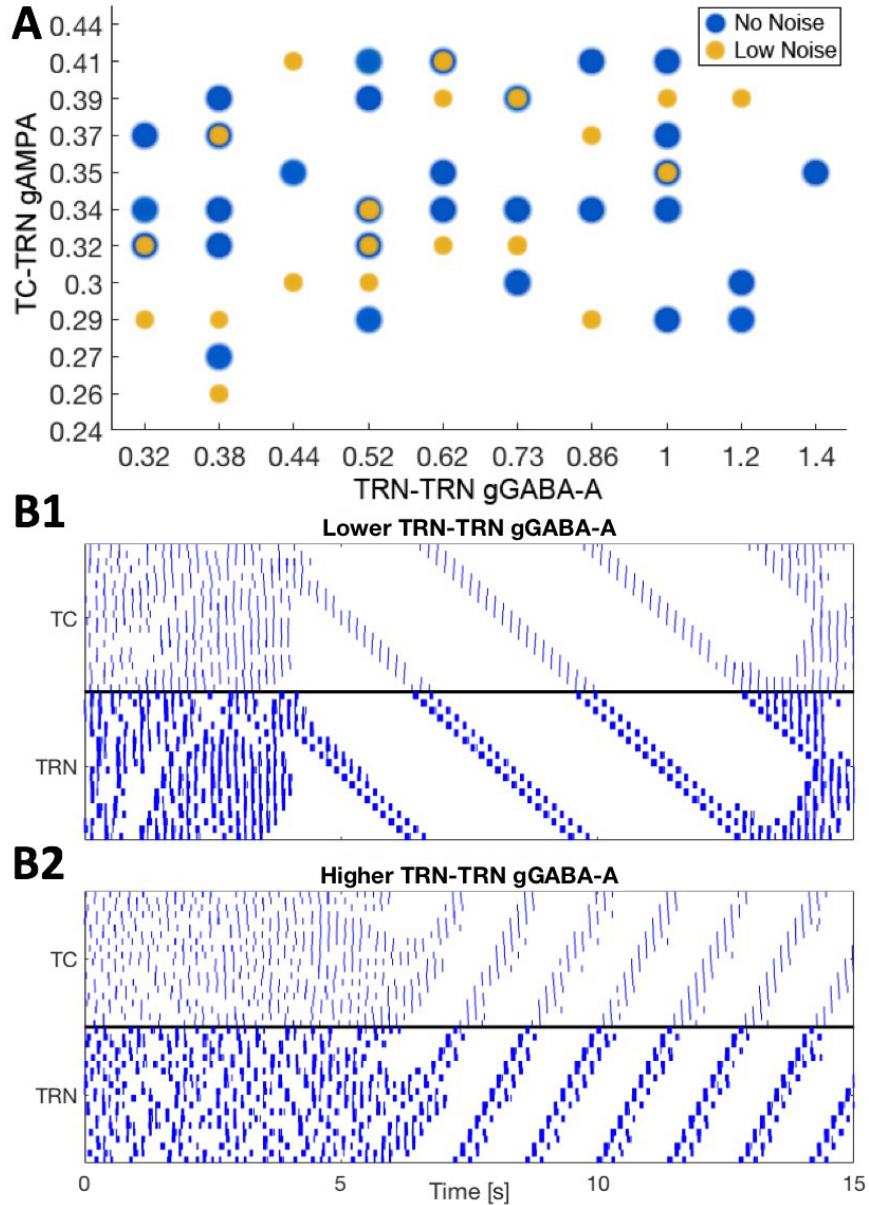 A
No Noise
Low Noise
TC-TRN gAMPA
0.44
0.41
0.39
0.37
0.35
0.34
0.32
0.3
0.29
0.27
0.26
0.24
0.32 0.38 0.44 0.52 0.62 0.73 0.86 1 1.2 1.4
TRN-TRN gGABA-A
B1
Lower TRN-TRN gGABA-A
TC
TRN
B2
Higher TRN-TRN gGABA-A
TC
TRN
0 5 10 15
Time [s]